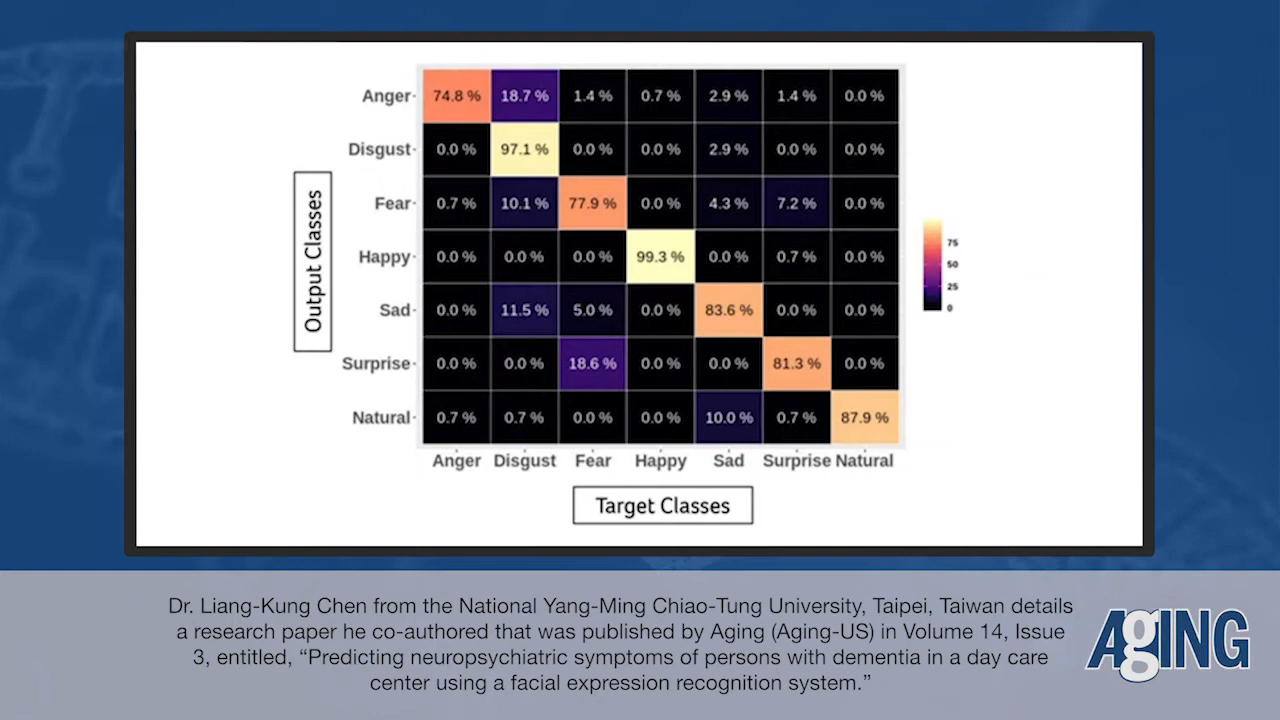 Anger 74.8 % 18.7 % 1.4 % 0.7 % 2.9 % 1.4 % 0.0 %
Disgust 0.0 % 97.1 % 0.0 % 0.0 % 2.9 % 0.0 % 0.0 %
Fear 0.7 % 10.1 % 77.9 % 0.0 % 4.3 % 7.2 % 0.0 %
Happy 0.0 % 0.0 % 0.0 % 99.3 % 0.0 % 0.7 % 0.0 %
Sad 0.0 % 11.5 % 5.0 % 0.0 % 83.6 % 0.0 % 0.0 %
Surprise 0.0 % 0.0 % 18.6 % 0.0 % 0.0 % 81.3 % 0.0 %
Natural 0.7 % 0.7 % 0.0 % 0.0 % 10.0 % 0.7 % 87.9 %
Anger Disgust Fear Happy Sad Surprise Natural
Output Classes
Target Classes
75
50
25
0
Dr. Liang-Kung Chen from the National Yang-Ming Chiao-Tung University, Taipei, Taiwan details
a research paper he co-authored that was published by Aging (Aging-US) in Volume 14, Issue
3, entitled, “Predicting neuropsychiatric symptoms of persons with dementia in a day care
center using a facial expression recognition system.”
AgING